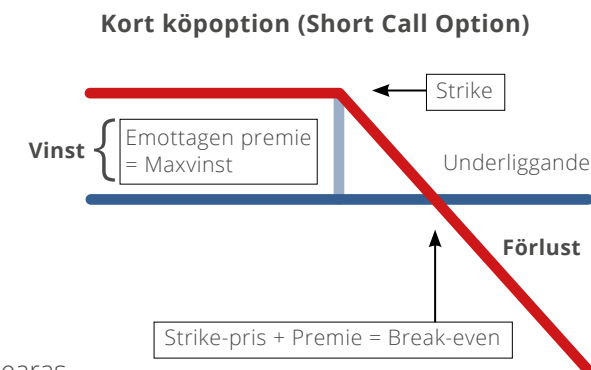 Kort köpoption (Short Call Option)
Strike
Vinst
Emottagen premie
= Maxvinst
Underliggande
Förlust
Strike-pris + Premie = Break-even